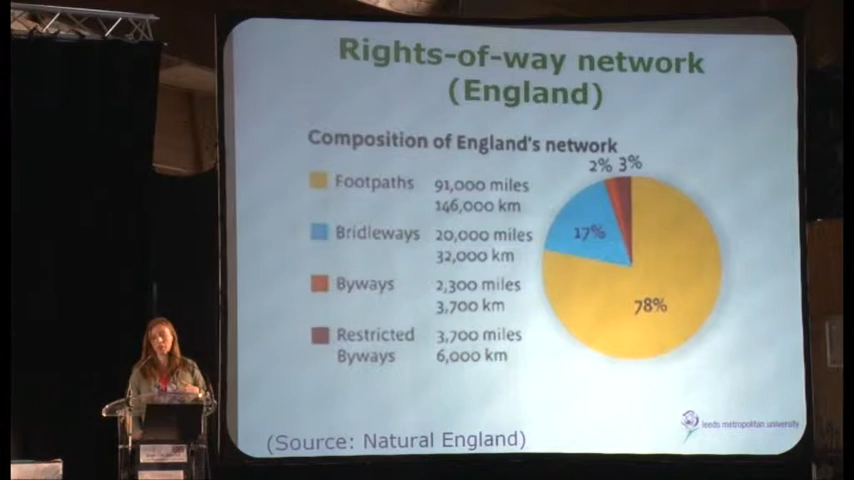 Rights-of-way network
(England)
Composition of England's network
Footpaths 91,000 miles
146,000 km
Bridleways 20,000 miles
32,000 km
Byways 2,300 miles
3,700 km
Restricted 3,700 miles
Byways 6,000 km
2% 3%
17%
78%
leeds metropolitan university
(Source: Natural England)